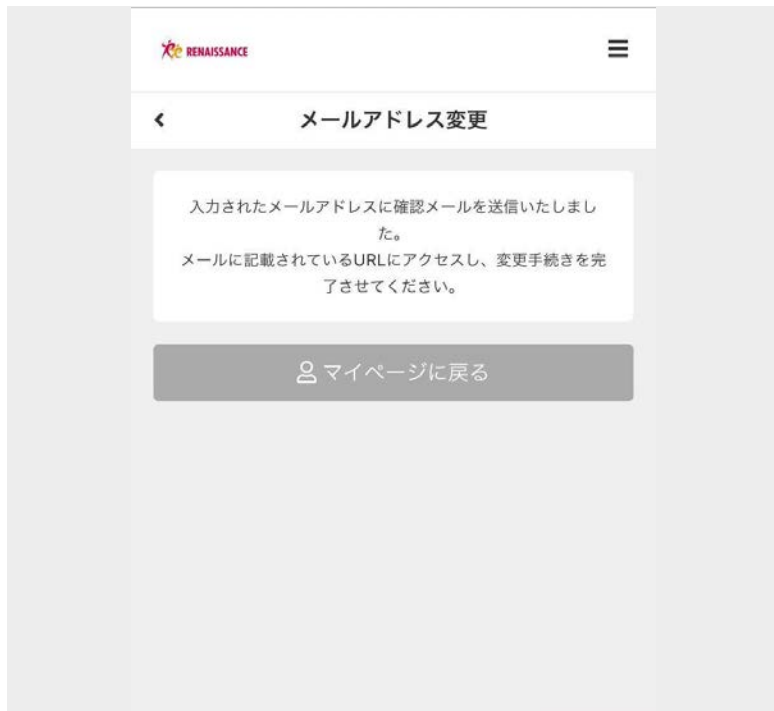 RENAISSANCE
メールアドレス変更
入力されたメールアドレスに確認メールを送信いたしまし
た。
メールに記載されているURLにアクセスし、変更手続きを完
了させてください。
マイページに戻る